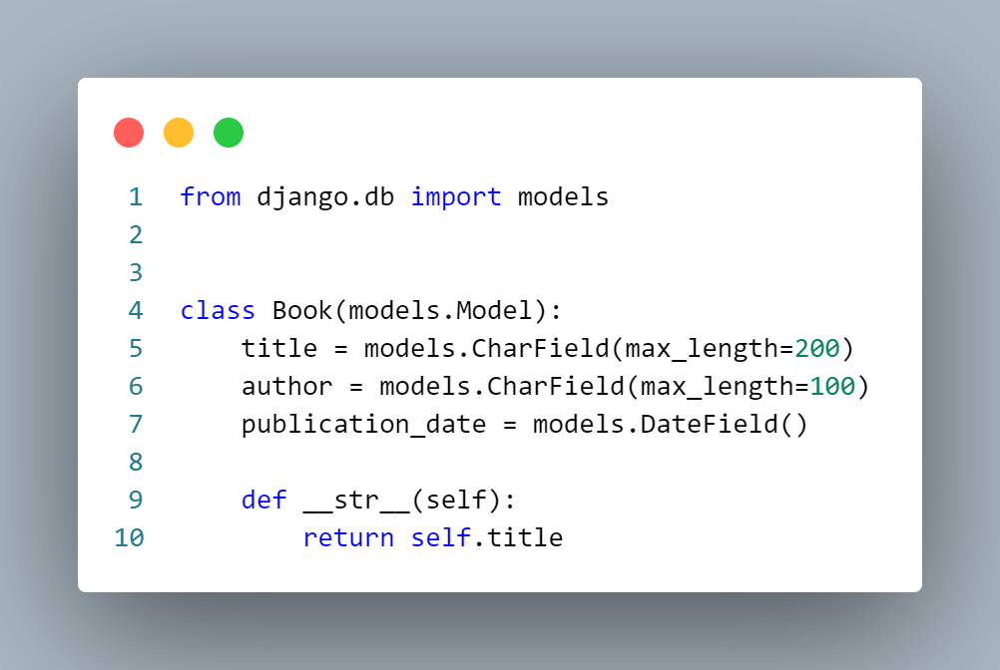 1 from django.db import models
2
3
4 class Book(models.Model):
5     title = models.CharField(max_length=200)
6     author = models.CharField(max_length=100)
7     publication_date = models.DateField()
8
9     def __str__(self):
10         return self.title